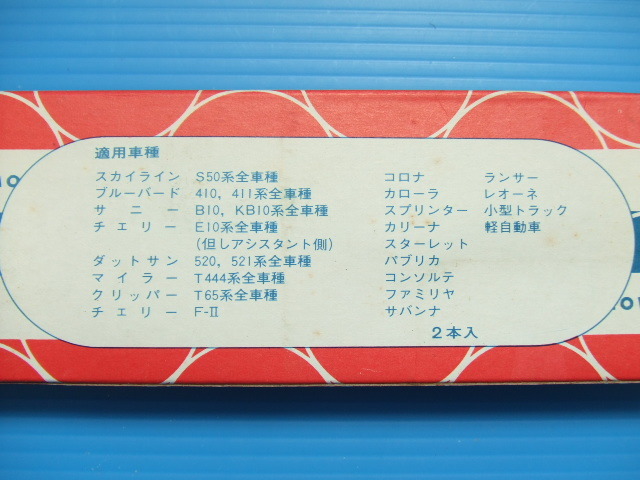 適用車種
スカイライン S50系全車種
ブルーバード 410, 411系全車種
サニー B10, KB10系全車種
チェリー E10系全車種
(但しアシスタント側)
ダットサン 520, 521系全車種
マイラー T444系全車種
クリッパー T65系全車種
チェリー F-II
コロナ
カローラ
スプリンター
カリーナ
スターレット
パブリカ
コンソルテ
ファミリヤ
サバンナ
ランサー
レオーネ
小型トラック
軽自動車
2本入